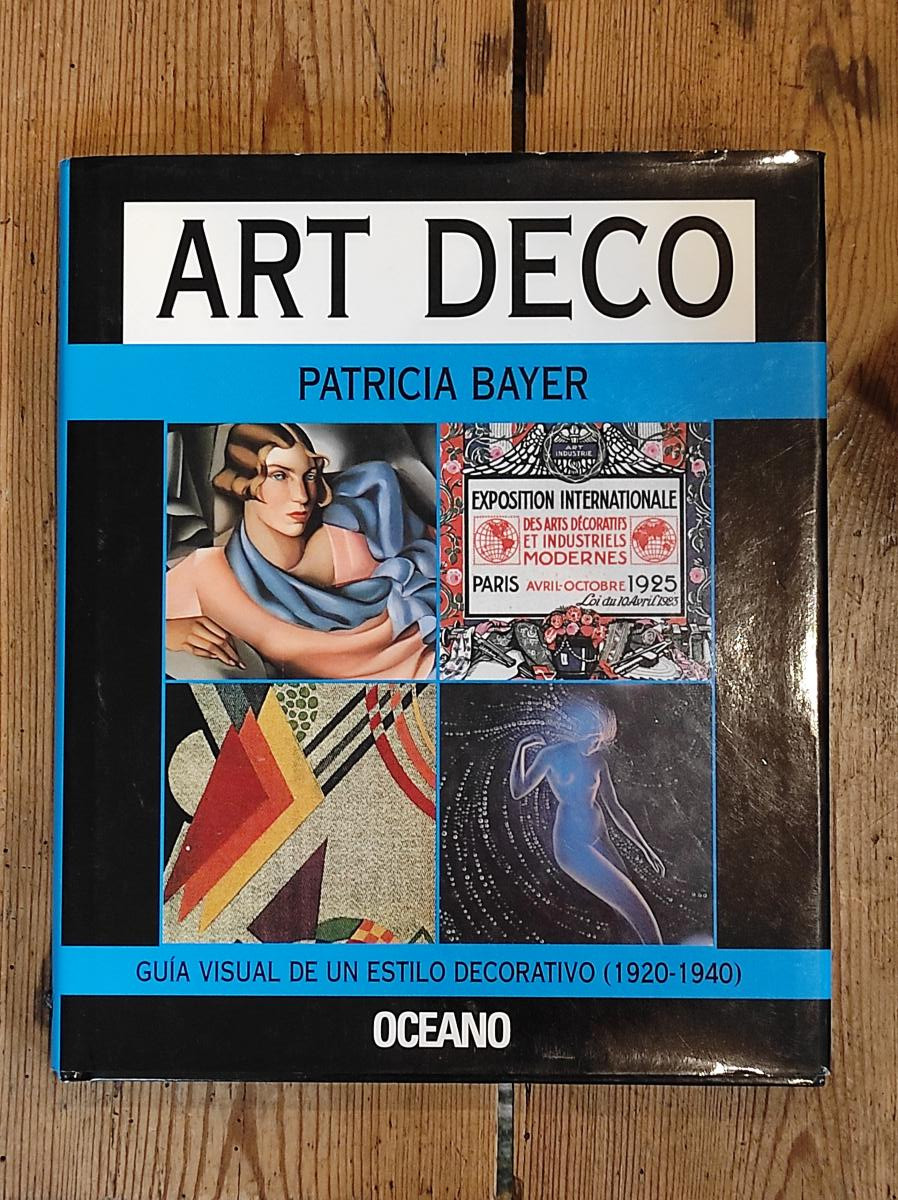 ART DECO
PATRICIA BAYER
ART
INDUSTRIE
EXPOSITION INTERNATIONALE
DES ARTS DÉCORATIFS
ET INDUSTRIELS
MODERNES
PARIS AVRIL-OCTOBRE 1925
Loi du 10 Avril 1923
GUÍA VISUAL DE UN ESTILO DECORATIVO (1920-1940)
OCEANO